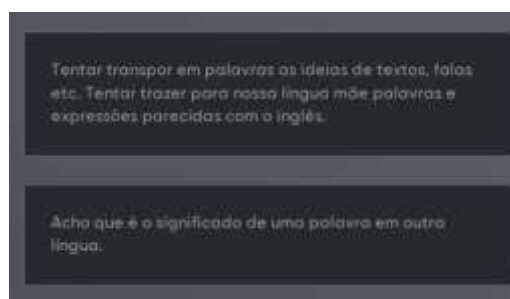 Tentar transpor em palavras as ideias de textos, falas
etc. Tentar trazer para nossa língua mãe palavras e
expressões parecidas com o inglês.
Acho que é o significado de uma palavra em outra
língua.